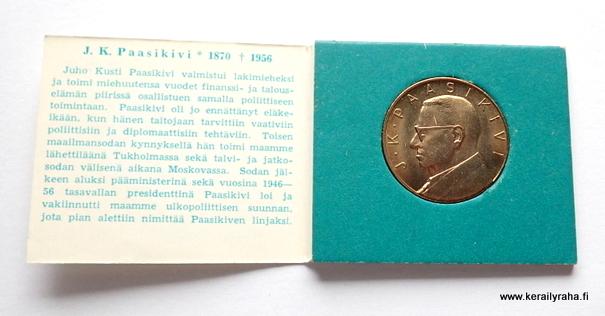 J. K. Paasikivi * 1870 † 1956
Juho Kusti Paasikivi valmistui lakimieheksi
ja toimi miehuutensa vuodet finanssi- ja talous-
elämän piirissä osallistuen samalla poliittiseen
toimintaan. Paasikivi oli jo ennättänyt eläke-
ikään, kun hänen taitojaan tarvittiin vaativiin
poliittisiin ja diplomaattisiin tehtäviin. Toisen
maailmansodan kynnyksellä hän toimi maamme
lähettiläänä Tukholmassa sekä talvi- ja jatko-
sodan välisenä aikana Moskovassa. Sodan jäl-
keen aluksi pääministerinä sekä vuosina 1946—
56 tasavallan presidenttinä Paasikivi loi ja
vakiinnutti maamme ulkopoliittisen suunnan,
jota pian alettiin nimittää Paasikiven linjaksi.
J·K·PAASIKIVI
www.kerailyraha.fi